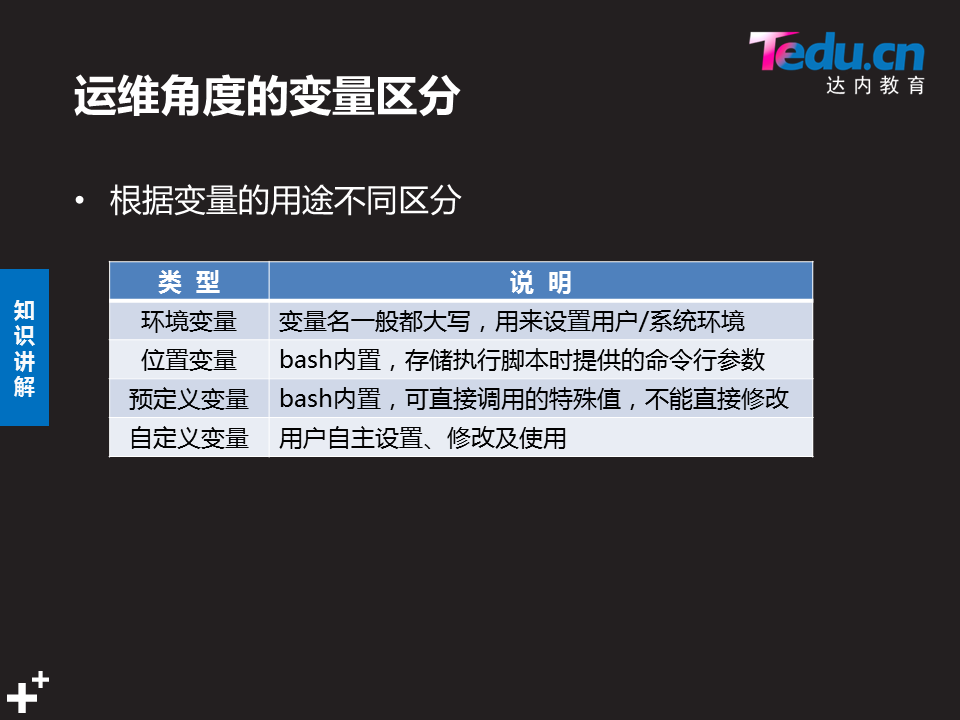 Tedu.cn
达内教育
运维角度的变量区分
• 根据变量的用途不同区分
知识讲解
类 型 说 明
环境变量 变量名一般都大写，用来设置用户/系统环境
位置变量 bash内置，存储执行脚本时提供的命令行参数
预定义变量 bash内置，可直接调用的特殊值，不能直接修改
自定义变量 用户自主设置、修改及使用